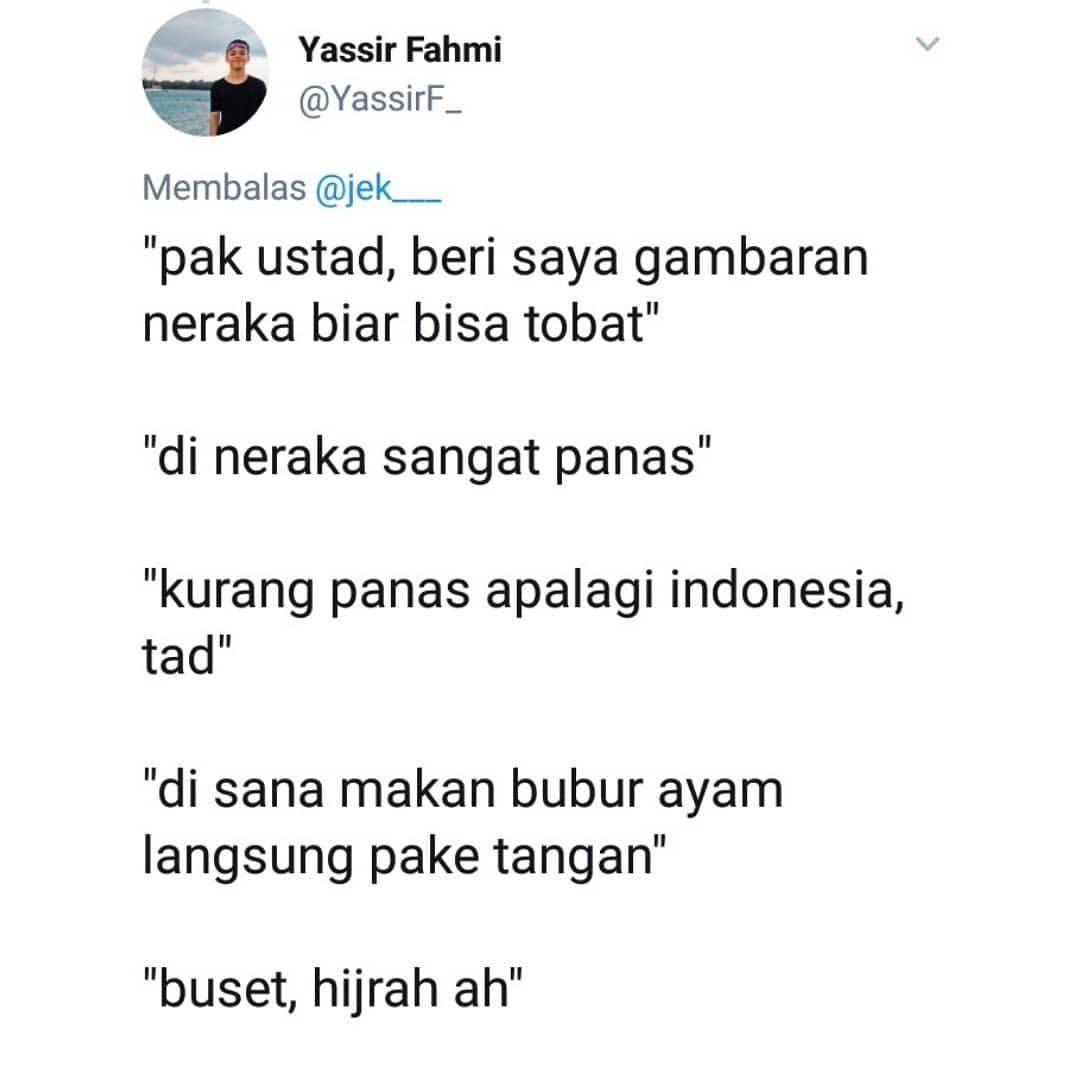 Yassir Fahmi
@YassirF_
Membalas @jek___
"pak ustad, beri saya gambaran
neraka biar bisa tobat"
"di neraka sangat panas"
"kurang panas apalagi indonesia,
tad"
"di sana makan bubur ayam
langsung pake tangan"
"buset, hijrah ah"